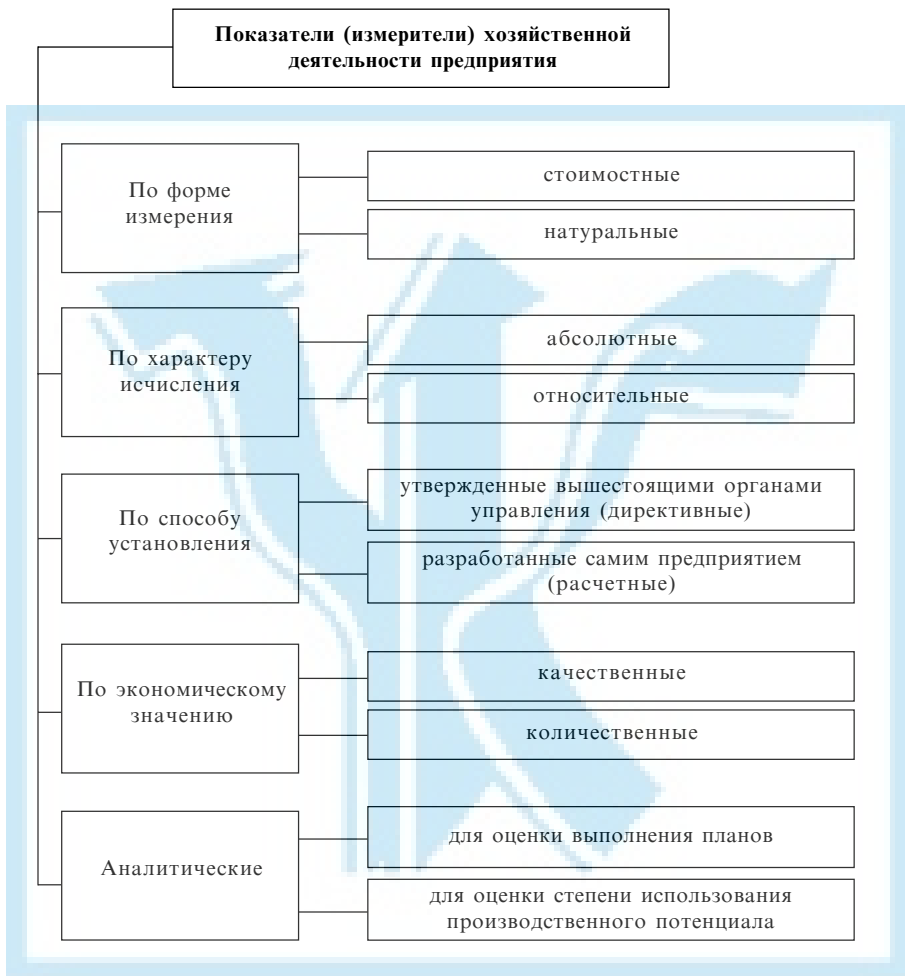 Показатели (измерители) хозяйственной
деятельности предприятия
По форме
измерения
стоимостные
натуральные
По характеру
исчисления
абсолютные
относительные
По способу
установления
утвержденные вышестоящими органами
управления (директивные)
разработанные самим предприятием
(расчетные)
По экономическому
значению
качественные
количественные
Аналитические
для оценки выполнения планов
для оценки степени использования
производственного потенциала